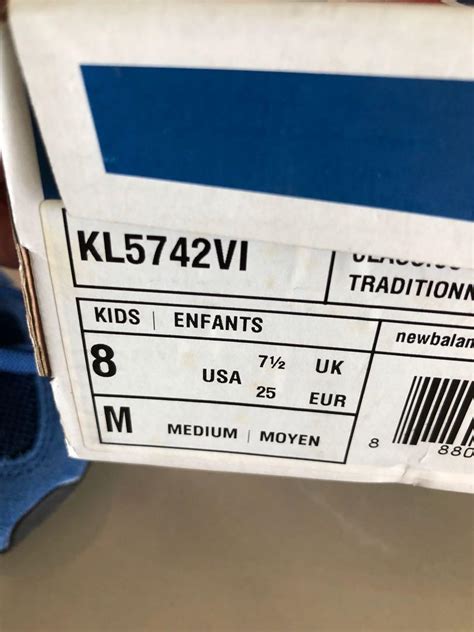 KL5742VI
TRADITIONN
KIDS | ENFANTS
newbalan
8 USA 7½ UK
25 EUR
M MEDIUM | MOYEN
8 880